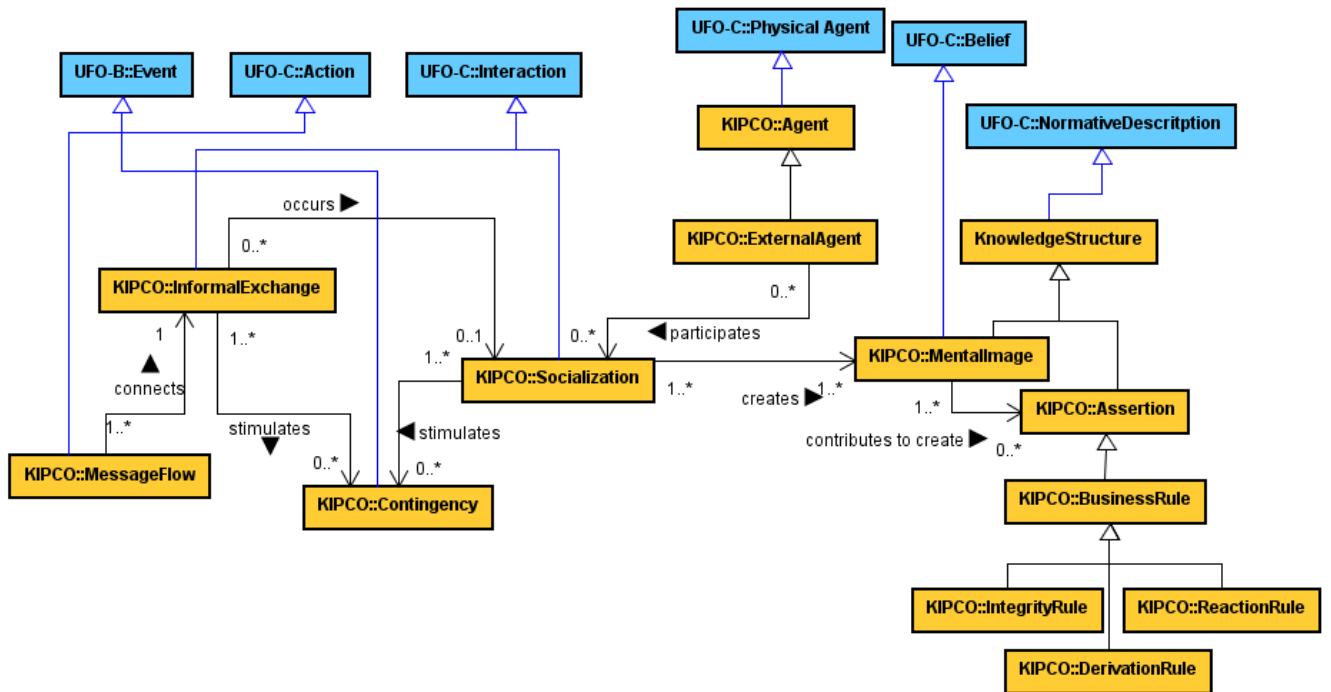 UFO-C::Physical Agent
UFO-C::Belief
UFO-B::Event
UFO-C::Action
UFO-C::Interaction
KIPCO::Agent
UFO-C::NormativeDescritption
occurs
0..*
KIPCO::ExternalAgent
KnowledgeStructure
KIPCO::InformalExchange
0..*
1
1..*
0..1
0..*
participates
1..*
KIPCO::Socialization
KIPCO::MentalImage
connects
1..*
creates
1..*
1..*
KIPCO::Assertion
1..*
stimulates
stimulates
contributes to create
0..*
KIPCO::MessageFlow
0..*
0..*
KIPCO::Contingency
KIPCO::BusinessRule
KIPCO::IntegrityRule
KIPCO::ReactionRule
KIPCO::DerivationRule